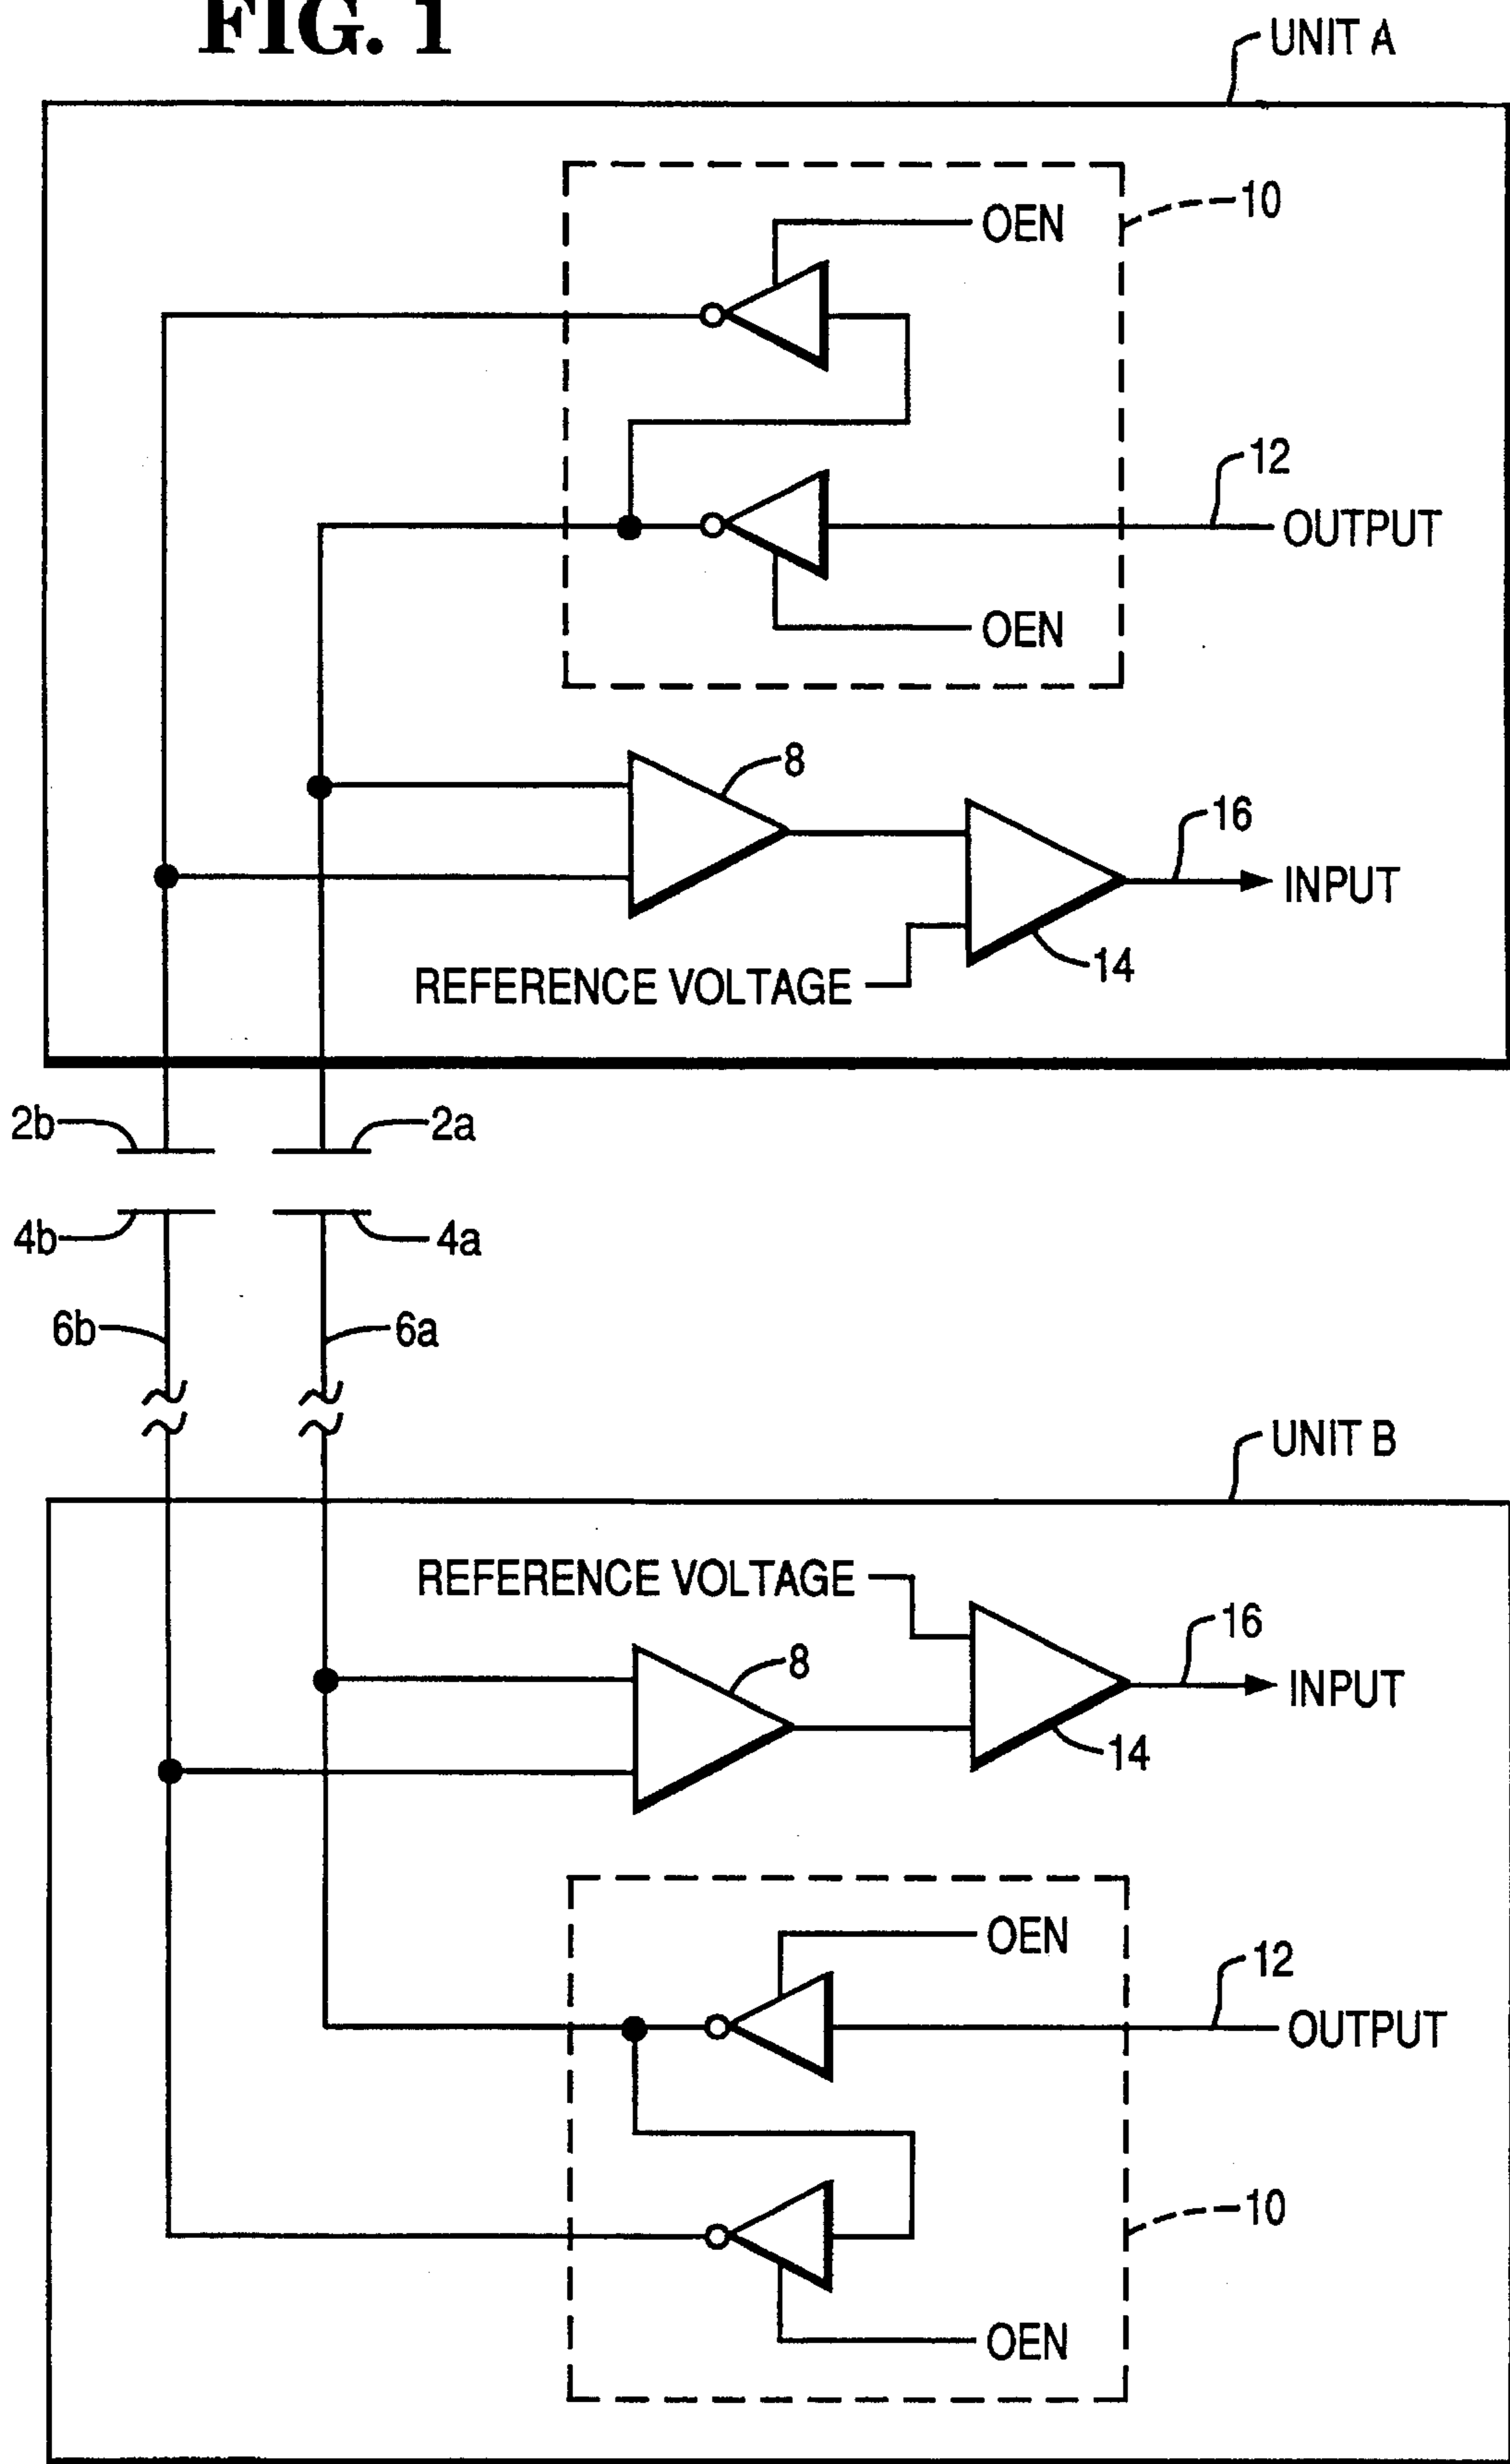 FIG. 1
UNIT A
OEN
10
12
OUTPUT
OEN
8
16
INPUT
REFERENCE VOLTAGE
14
2b
2a
4b
4a
6b
6a
UNIT B
REFERENCE VOLTAGE
16
8
INPUT
14
OEN
12
OUTPUT
10
OEN